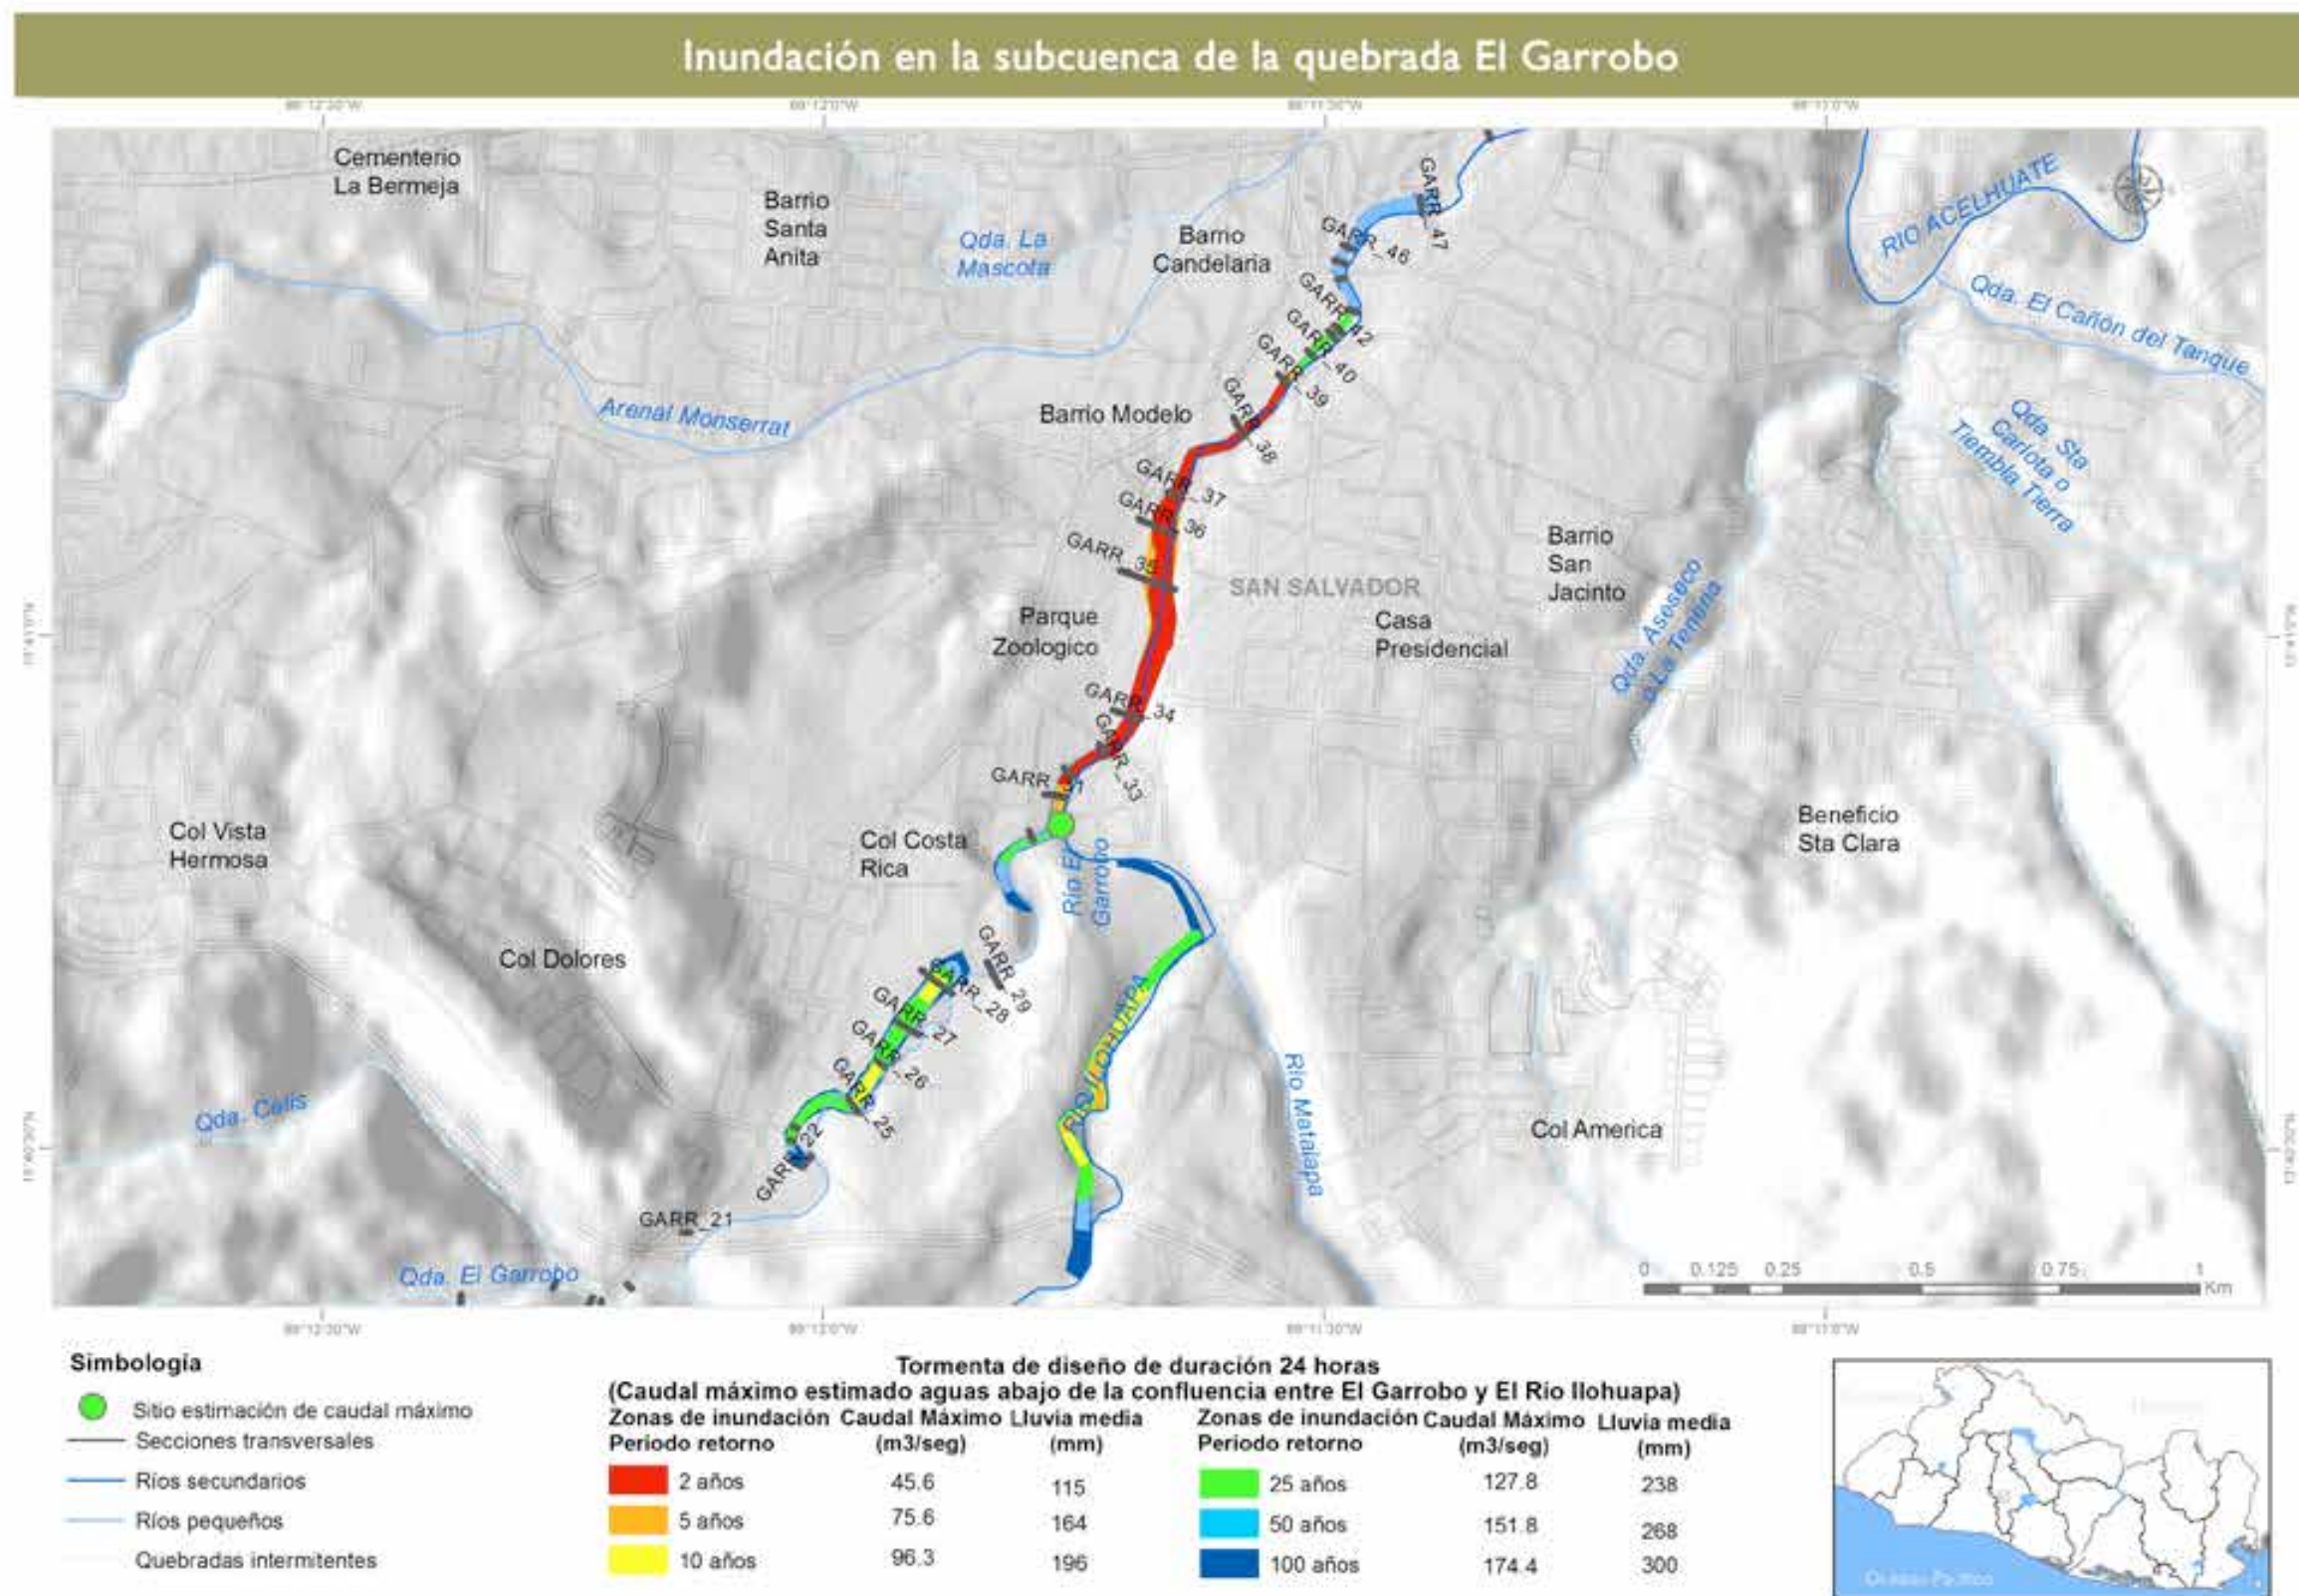 Inundación en la subcuenca de la quebrada El Garrobo
Cementerio
La Bermeja
Barrio
Santa
Anita
Qda. La
Mascota
Barrio
Candelaria
GARR_47
GARR_46
RIO ACELHUATE
Qda. El Cañón del Tanque
GARR_42
GARR_40
GARR_39
GARR_38
Arenal Monserrat
Barrio Modelo
Qda. Sta
Carlota o
Tiembla Tierra
GARR_37
GARR_36
GARR_35
Barrio
San
Jacinto
SAN SALVADOR
Parque
Zoologico
Casa
Presidencial
Qda. Aseseco
o La Teneria
GARR_34
GARR_33
GARR_31
Col Vista
Hermosa
Col Costa
Rica
Río El
Garrobo
Beneficio
Sta Clara
Col Dolores
GARR_29
GARR_28
GARR_27
GARR_26
GARR_25
GARR_22
GARR_21
RIO ILOHUAPA
Río Matalapa
Qda. Celis
Col America
Qda. El Garrobo
0 0.125 0.25 0.5 0.75 1
Km
Simbología
Sitio estimación de caudal máximo
Secciones transversales
Ríos secundarios
Ríos pequeños
Quebradas intermitentes
Tormenta de diseño de duración 24 horas
(Caudal máximo estimado aguas abajo de la confluencia entre El Garrobo y El Rio Ilohuapa)
Zonas de inundación Caudal Máximo Lluvia media
Periodo retorno (m3/seg) (mm)
2 años 45.6 115
5 años 75.6 164
10 años 96.3 196
Zonas de inundación Caudal Máximo Lluvia media
Periodo retorno (m3/seg) (mm)
25 años 127.8 238
50 años 151.8 268
100 años 174.4 300